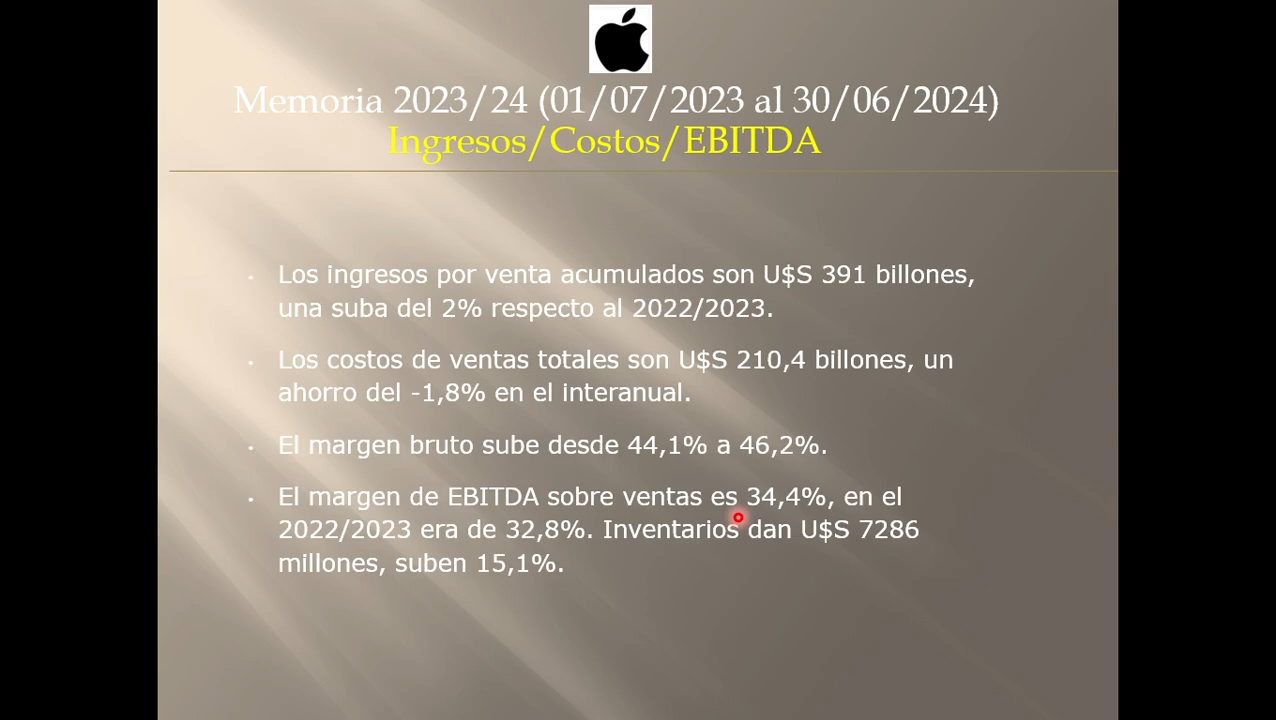 Memoria 2023/24 (01/07/2023 al 30/06/2024)
Ingresos/Costos/EBITDA
• Los ingresos por venta acumulados son U$S 391 billones,
una suba del 2% respecto al 2022/2023.
• Los costos de ventas totales son U$S 210,4 billones, un
ahorro del -1,8% en el interanual.
• El margen bruto sube desde 44,1% a 46,2%.
• El margen de EBITDA sobre ventas es 34,4%, en el
2022/2023 era de 32,8%. Inventarios dan U$S 7286
millones, suben 15,1%.